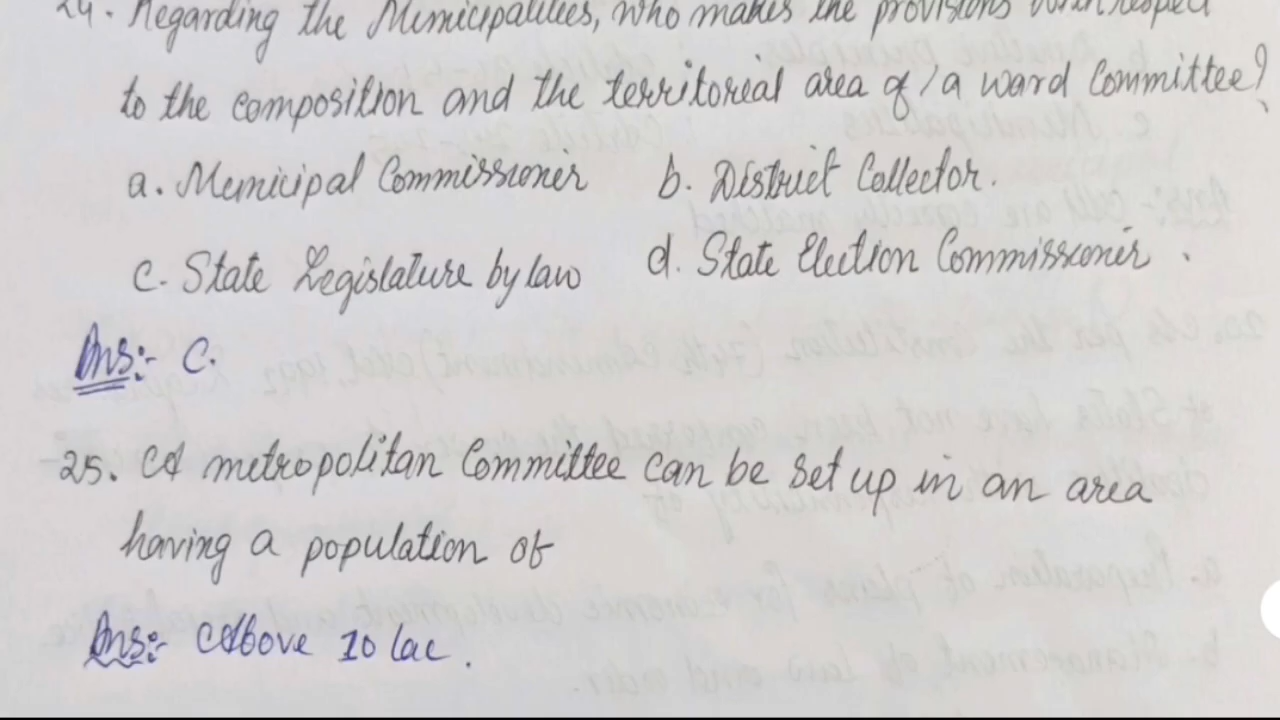 24. Regarding the Municipalities, who makes the provisions with respect
to the composition and the territorial area of / a ward Committee?
a. Municipal Commissioner b. District Collector.
c. State Legislature by law d. State Election Commissioner.
Ans:- C.
25. A metropolitan Committee can be set up in an area
having a population of
Ans:- Above 10 lac.